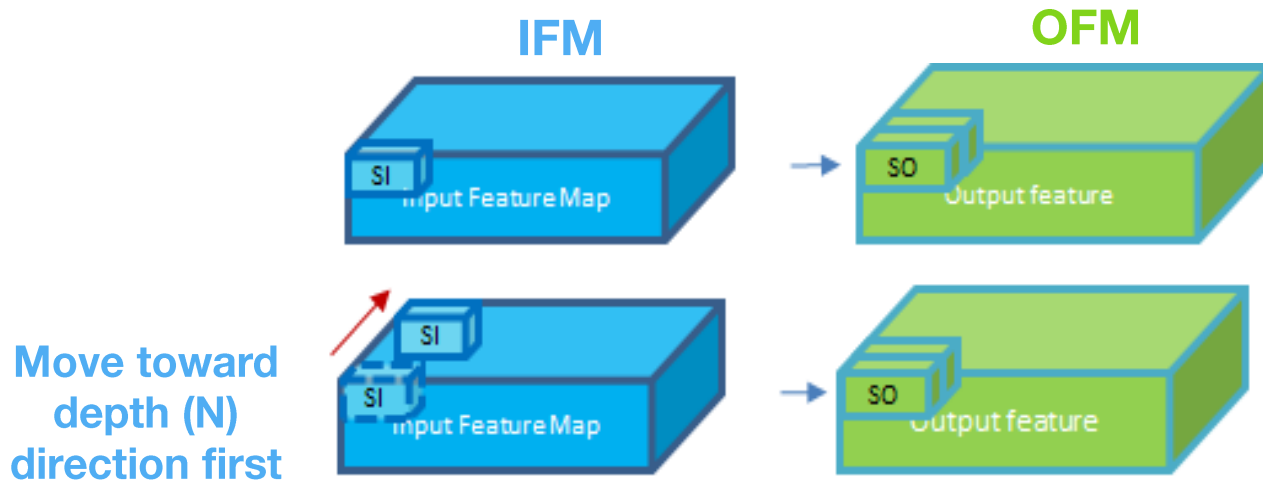 IFM
OFM
SI
Input Feature Map
SO
Output feature
Move toward
depth (N)
direction first
SI
SI
Input Feature Map
SO
Output feature